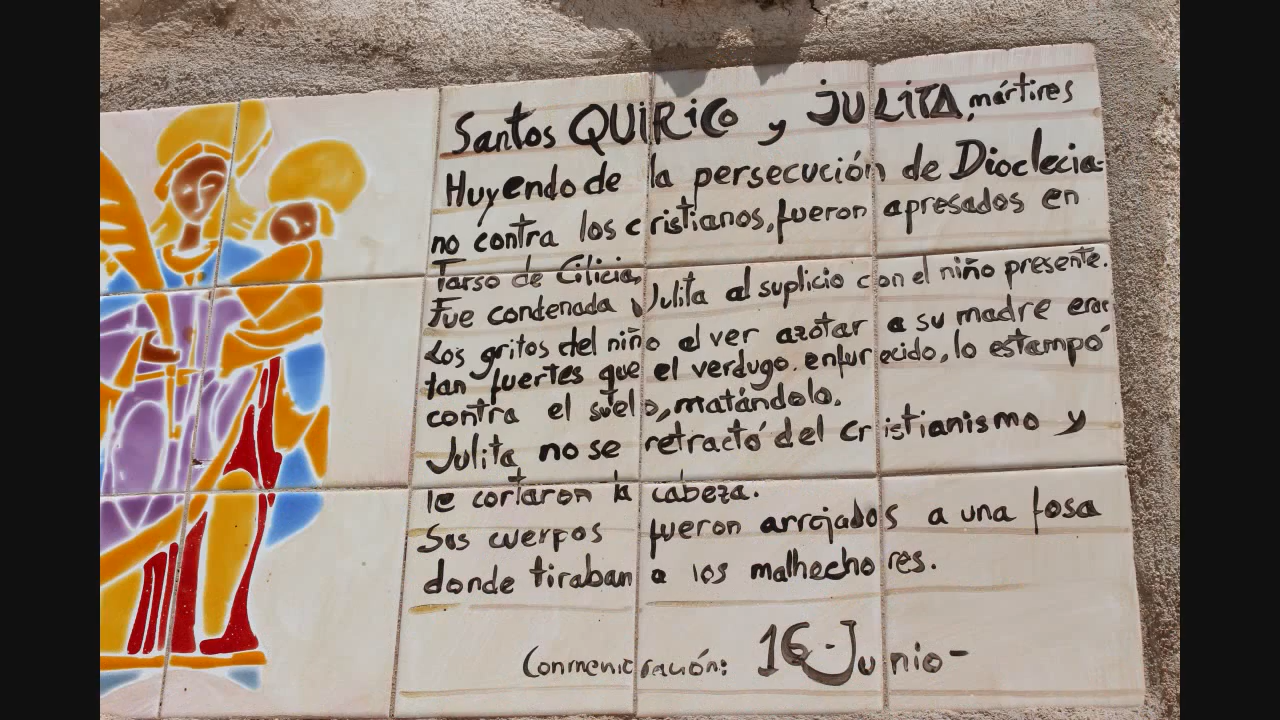 Santos QUIRICO y JULITA, mártires
Huyendo de la persecución de Dioclecia-
no contra los cristianos, fueron apresados en
Tarso de Cilicia,
Fue condenada Julita al suplicio con el niño presente.
Los gritos del niño al ver azotar a su madre eran
tan fuertes que el verdugo, enfurecido, lo estampó
contra el suelo, matándolo.
Julita no se retractó del cristianismo y
le cortaron la cabeza.
Sus cuerpos fueron arrojados a una fosa
donde tiraban a los malhechores.
Conmemoración: 16-Junio-